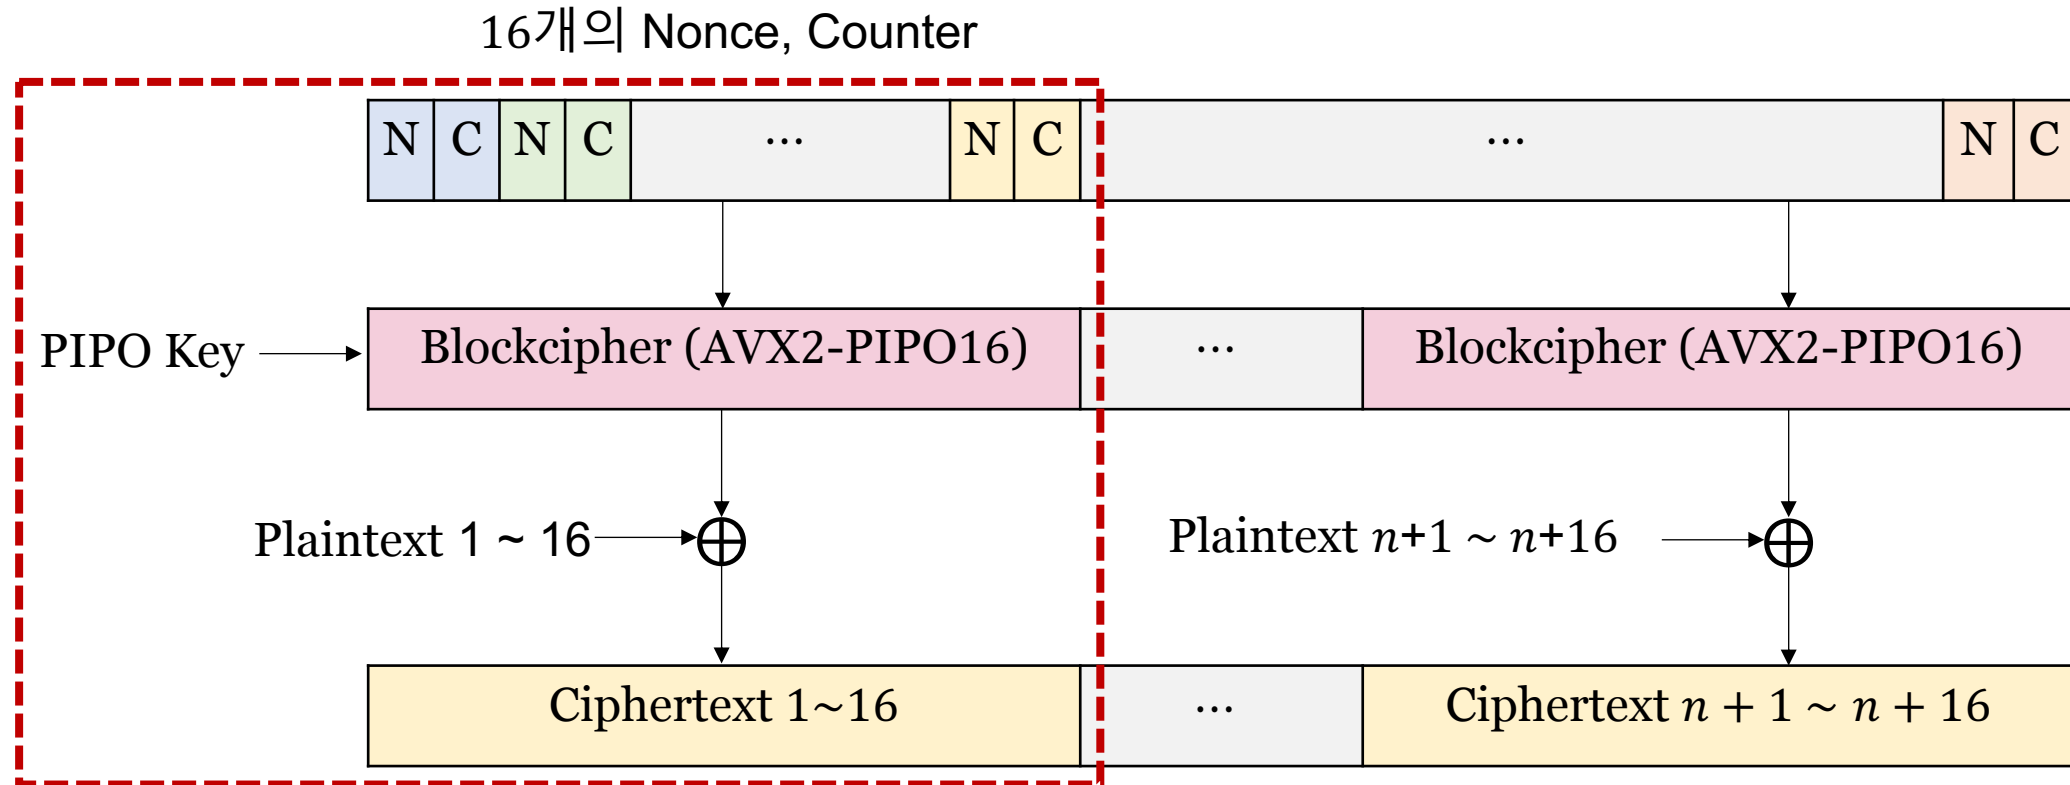 16개의 Nonce, Counter
N C N C ... N C ... N C
PIPO Key
Blockcipher (AVX2-PIPO16) ... Blockcipher (AVX2-PIPO16)
Plaintext 1 ~ 16
Plaintext n+1 ~ n+16
Ciphertext 1~16 ... Ciphertext n + 1 ~ n + 16